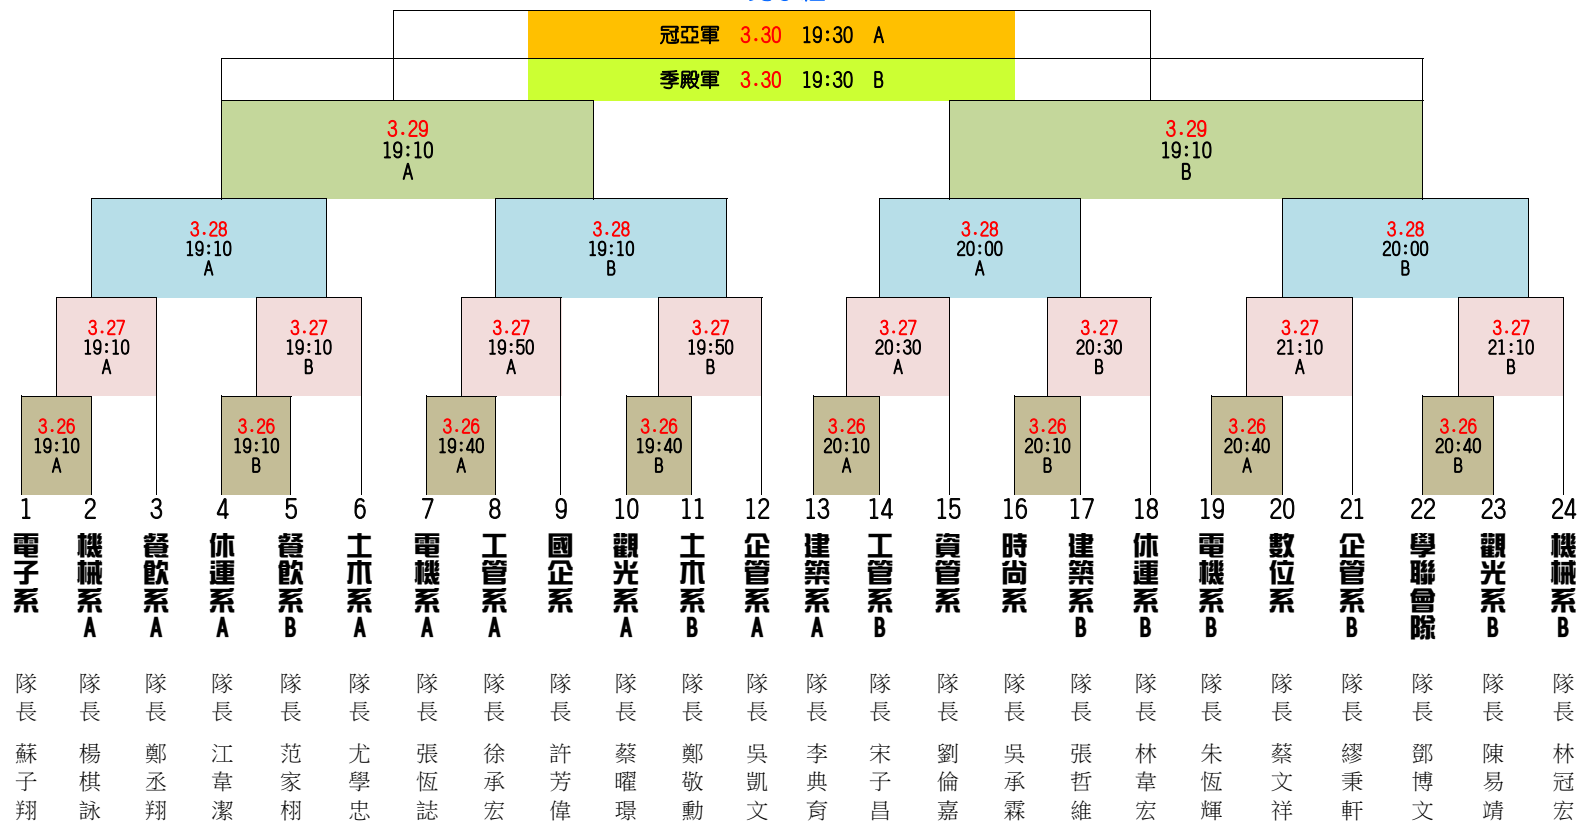 冠亞軍 3.30 19:30 A
季殿軍 3.30 19:30 B
3.29 3.29
19:10 19:10
A B
3.28 3.28 3.28 3.28
19:10 19:10 20:00 20:00
A B A B
3.27 3.27 3.27 3.27 3.27 3.27 3.27 3.27
19:10 19:10 19:50 19:50 20:30 20:30 21:10 21:10
A B A B A B A B
3.26 3.26 3.26 3.26 3.26 3.26 3.26 3.26
19:10 19:10 19:40 19:40 20:10 20:10 20:40 20:40
A B A B A B A B
1 2 3 4 5 6 7 8 9 10 11 12 13 14 15 16 17 18 19 20 21 22 23 24
電子系
機械系A
餐飲系A
休運系A
餐飲系B
土木系A
電機系A
工管系A
國企系
觀光系A
土木系B
企管系A
建築系A
工管系B
資管系
時尚系
建築系B
休運系B
電機系B
數位系
企管系B
學聯會隊
觀光系B
機械系B
隊長 蘇子翔
隊長 楊棋詠
隊長 鄭丞翔
隊長 江韋潔
隊長 范家栩
隊長 尤學忠
隊長 張恆誌
隊長 徐承宏
隊長 許芳偉
隊長 蔡曜璟
隊長 鄭敬勳
隊長 吳凱文
隊長 李典育
隊長 宋子昌
隊長 劉倫嘉
隊長 吳承霖
隊長 張哲維
隊長 林韋宏
隊長 朱恆輝
隊長 蔡文祥
隊長 繆秉軒
隊長 鄧博文
隊長 陳易靖
隊長 林冠宏